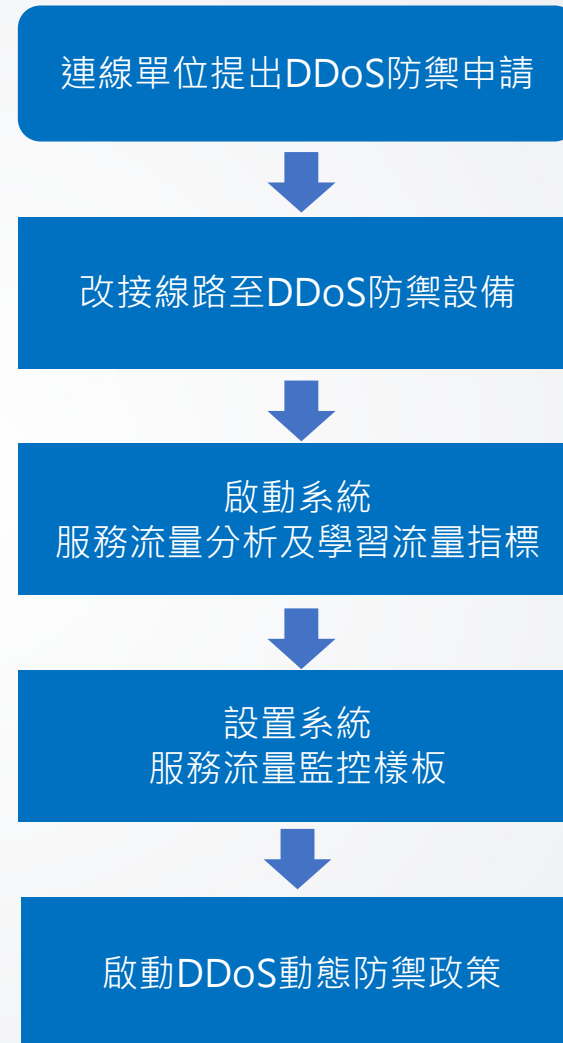 連線單位提出DDoS防禦申請
改接線路至DDoS防禦設備
啟動系統
服務流量分析及學習流量指標
設置系統
服務流量監控樣板
啟動DDoS動態防禦政策